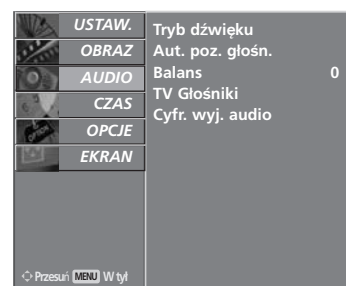 USTAW.
OBRAZ
AUDIO
CZAS
OPCJE
EKRAN
Tryb dźwięku
Aut. poz. głośn.
Balans 0
TV Głośniki
Cyfr. wyj. audio
Przesuń MENU W tył